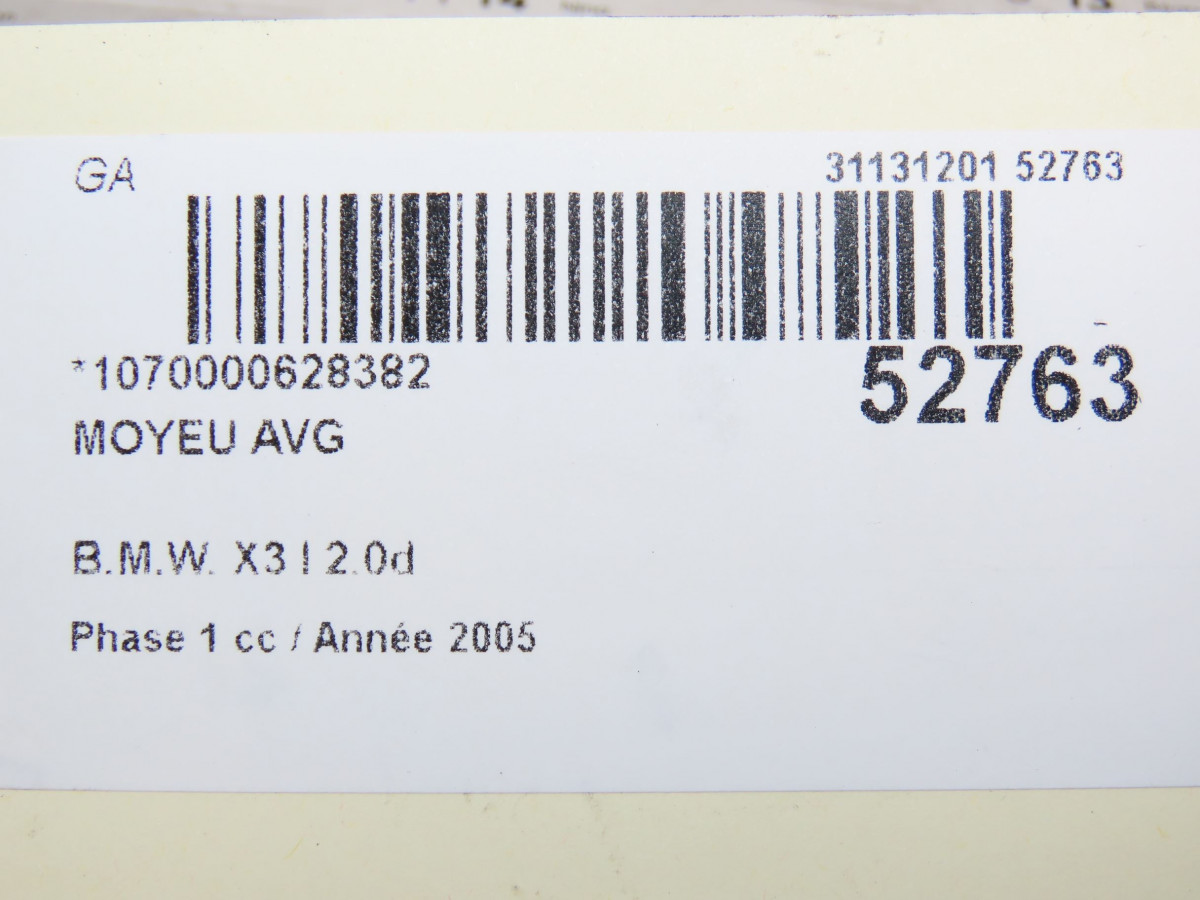 GA
31131201 52763
*1070000628382
52763
MOYEU AVG
B.M.W. X3 I 2.0d
Phase 1 cc / Année 2005